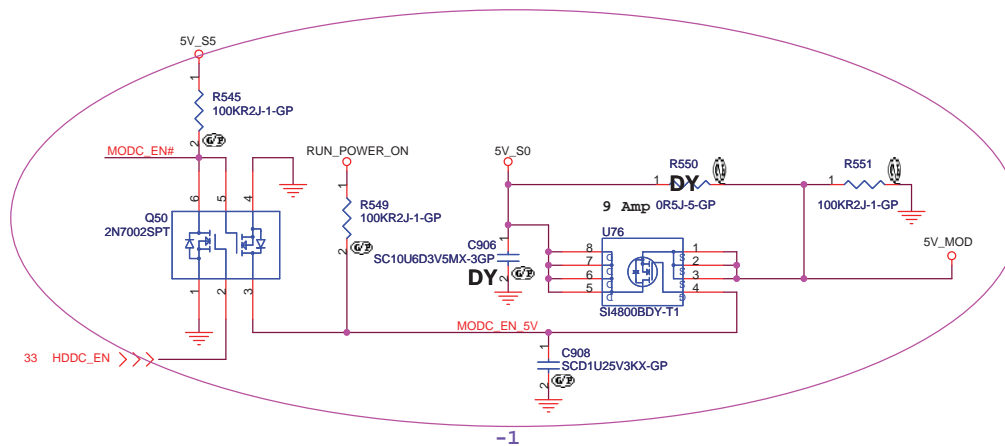 5V_S5
1
R545
100KR2J-1-GP
2
G/P
MODC_EN#
RUN_POWER_ON
5V_S0
6
5
4
1
R549
100KR2J-1-GP
2
G/P
Q50
2N7002SPT
1
2
3
1
R550
DY
0R5J-5-GP
1
R551
100KR2J-1-GP
9 Amp
1
C906
SC10U6D3V5MX-3GP
DY
2
G/P
U76
8
7
6
5
D
D
D
D
S
S
S
G
1
2
3
4
SI4800BDY-T1
5V_MOD
MODC_EN_5V
33 HDDC_EN
1
C908
SCD1U25V3KX-GP
2
G/P
-1